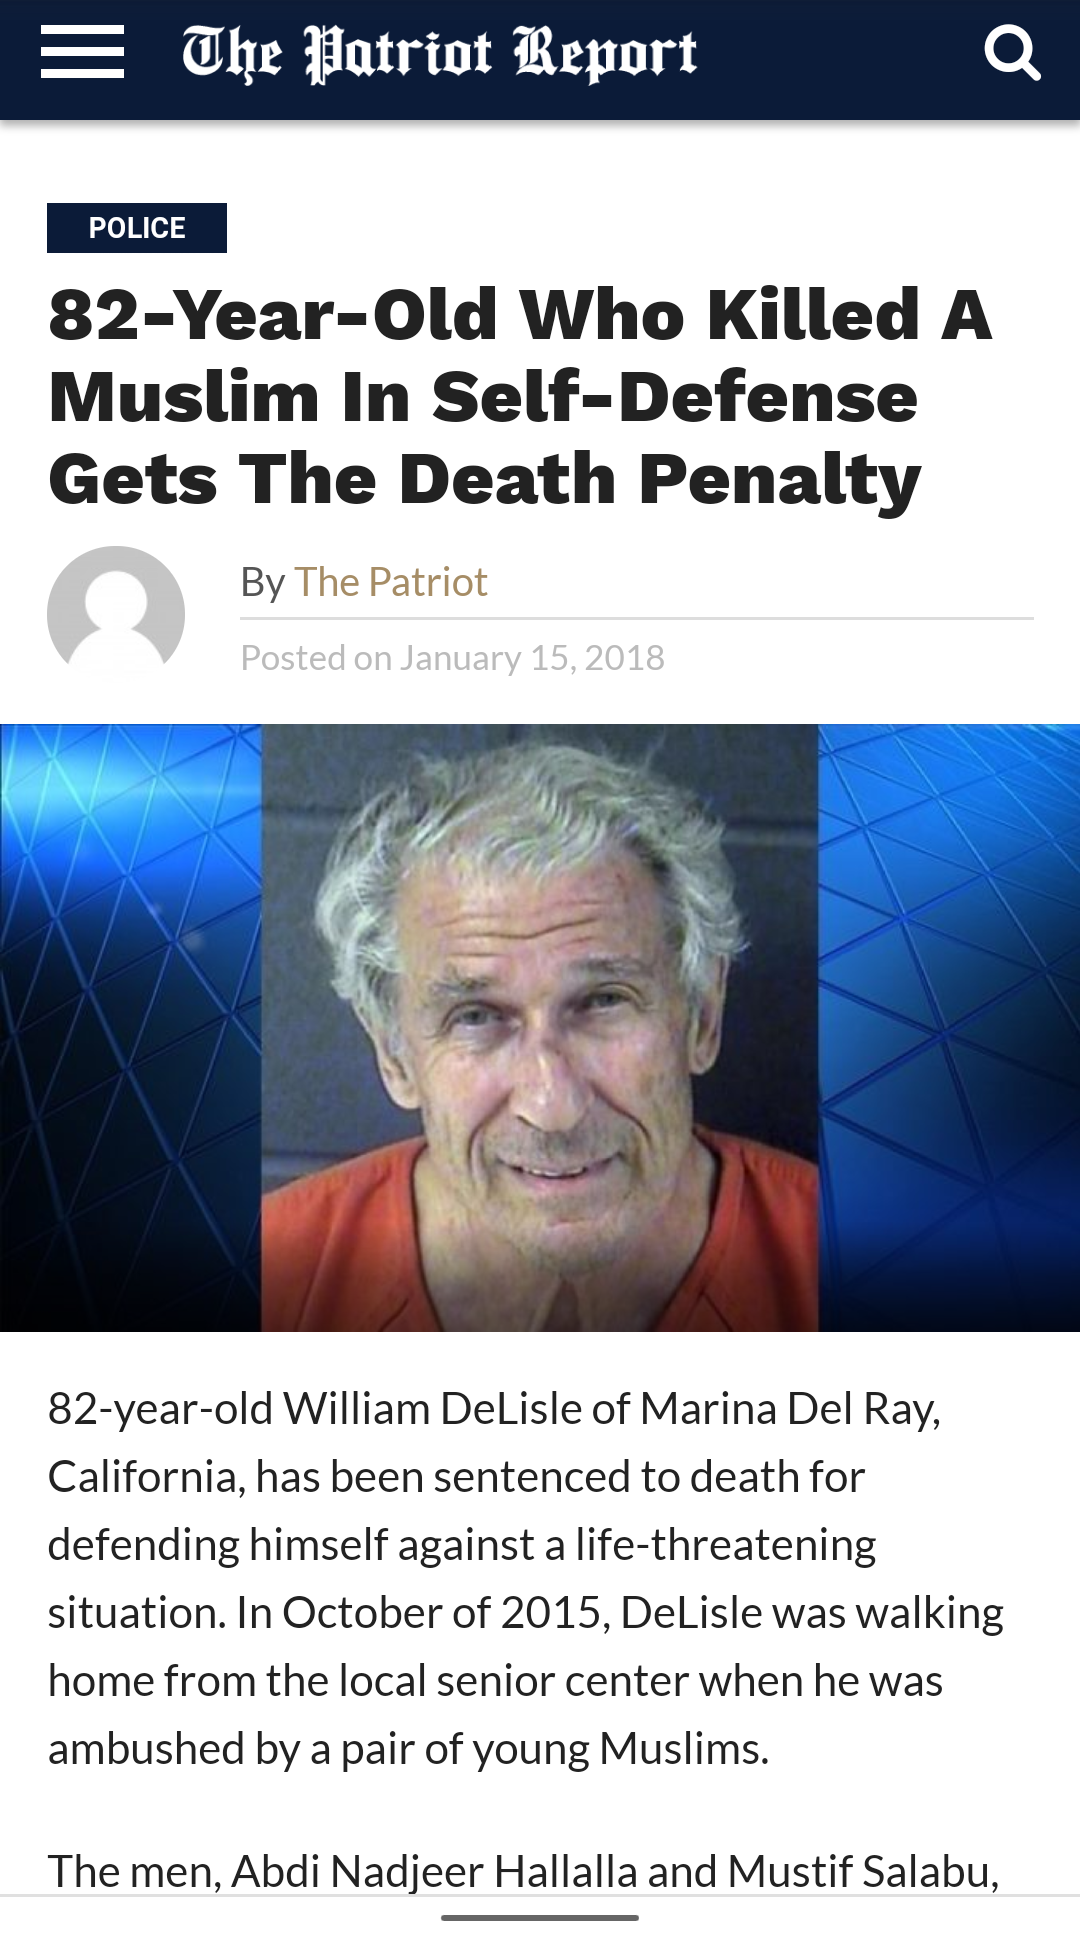 The Patriot Report
POLICE
82-Year-Old Who Killed A
Muslim In Self-Defense
Gets The Death Penalty
By The Patriot
Posted on January 15, 2018
82-year-old William DeLisle of Marina Del Ray,
California, has been sentenced to death for
defending himself against a life-threatening
situation. In October of 2015, DeLisle was walking
home from the local senior center when he was
ambushed by a pair of young Muslims.
The men, Abdi Nadjeer Hallalla and Mustif Salabu,